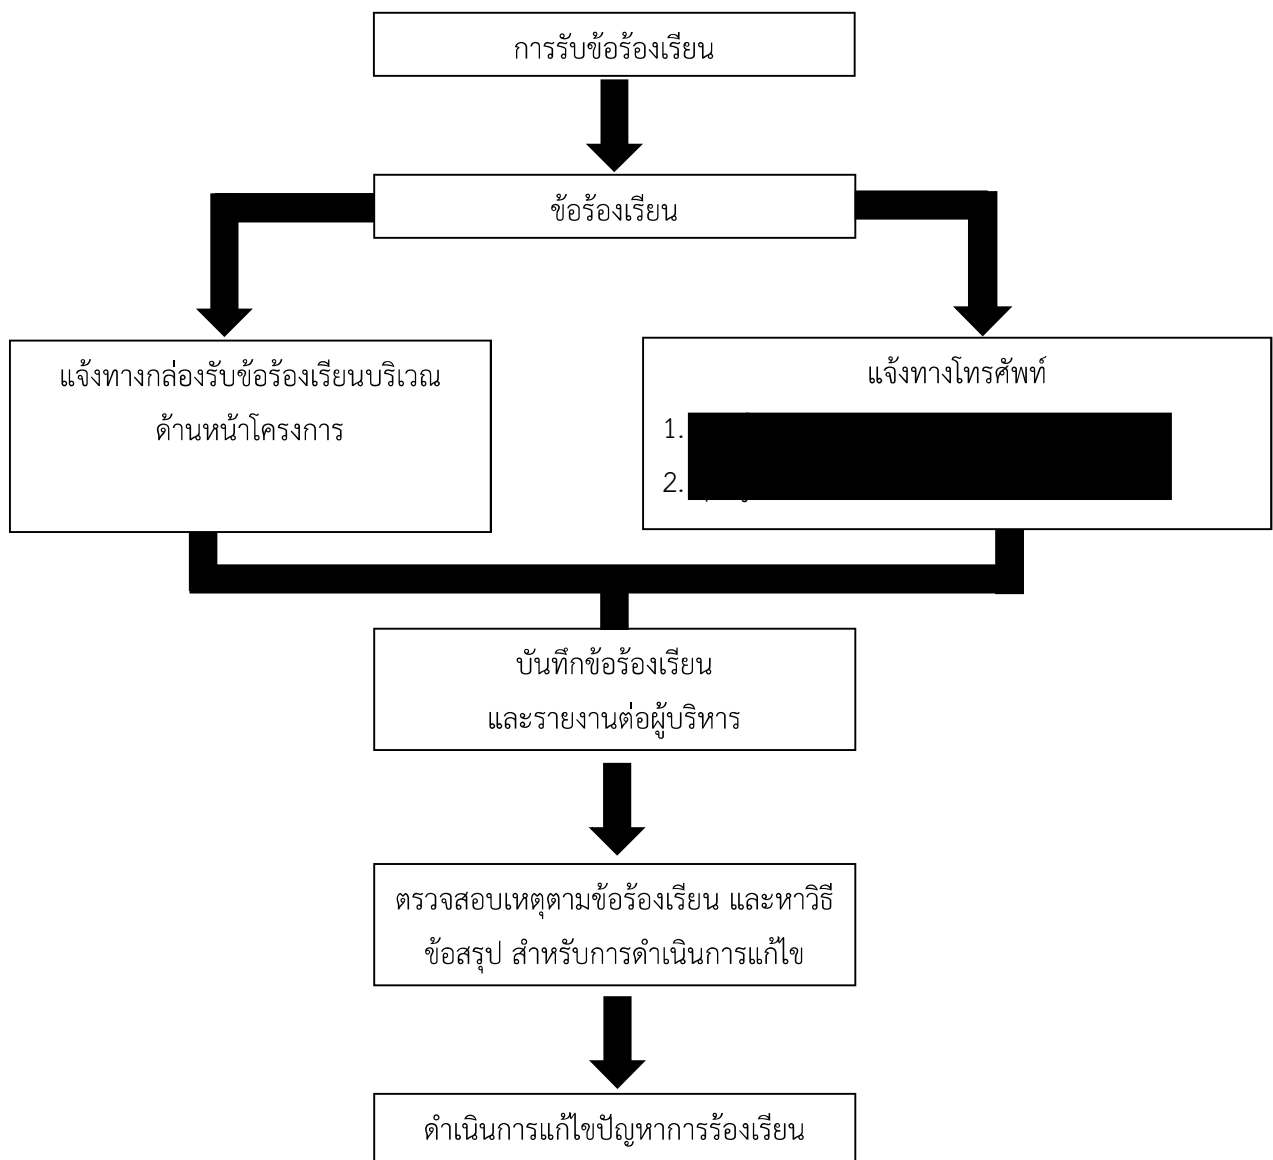 การรับข้อร้องเรียน
ข้อร้องเรียน
แจ้งทางกล่องรับข้อร้องเรียนบริเวณ
ด้านหน้าโครงการ
แจ้งทางโทรศัพท์
1.
2.
บันทึกข้อร้องเรียน
และรายงานต่อผู้บริหาร
ตรวจสอบเหตุตามข้อร้องเรียน และหาวิธี
ข้อสรุป สำหรับการดำเนินการแก้ไข
ดำเนินการแก้ไขปัญหาการร้องเรียน